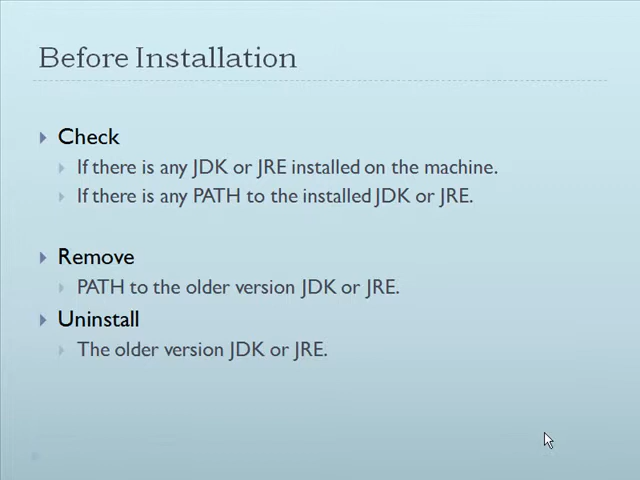 Before Installation
Check
If there is any JDK or JRE installed on the machine.
If there is any PATH to the installed JDK or JRE.
Remove
PATH to the older version JDK or JRE.
Uninstall
The older version JDK or JRE.